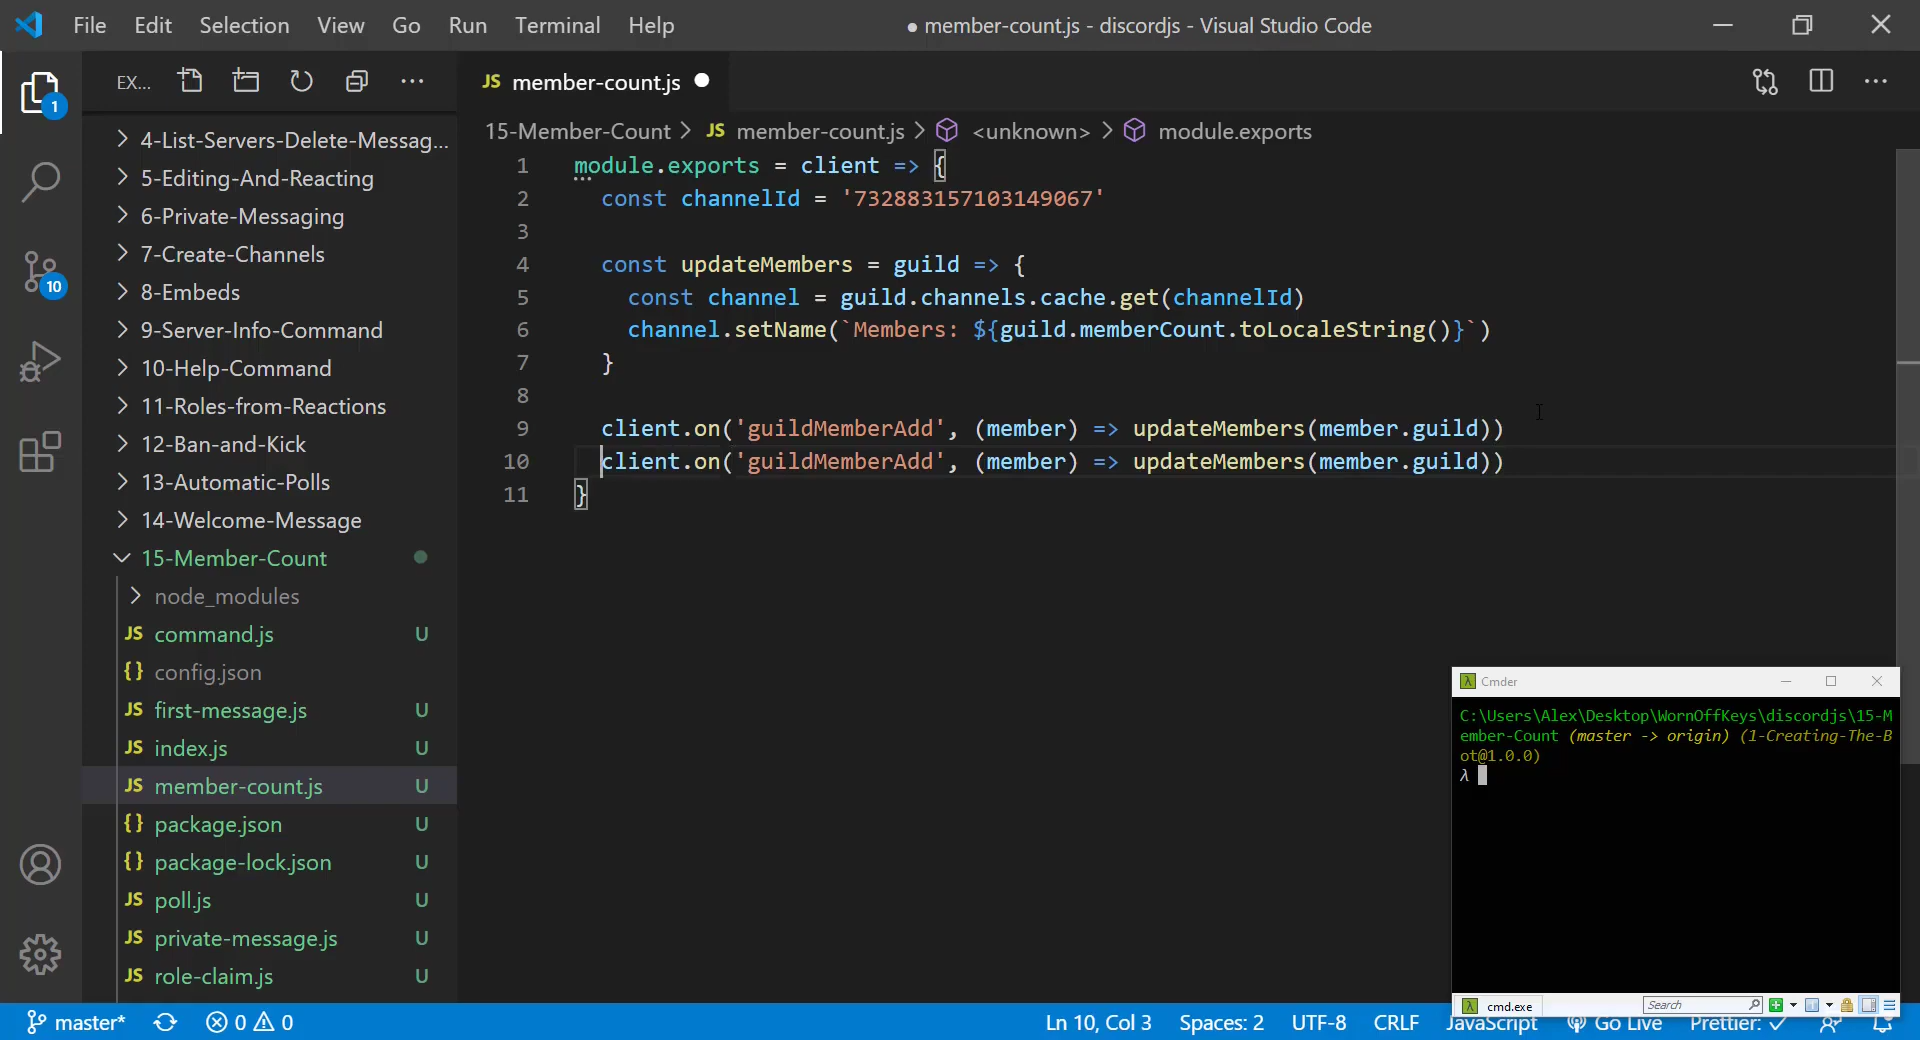 File Edit Selection View Go Run Terminal Help
● member-count.js - discordjs - Visual Studio Code
EX...
JS member-count.js
15-Member-Count > JS member-count.js > <unknown> > module.exports
1
10
4-List-Servers-Delete-Messag...
5-Editing-And-Reacting
6-Private-Messaging
7-Create-Channels
8-Embeds
9-Server-Info-Command
10-Help-Command
11-Roles-from-Reactions
12-Ban-and-Kick
13-Automatic-Polls
14-Welcome-Message
15-Member-Count
node_modules
JS command.js U
{} config.json
JS first-message.js U
JS index.js U
JS member-count.js U
{} package.json U
{} package-lock.json U
JS poll.js U
JS private-message.js U
JS role-claim.js U
1 module.exports = client => {
2 const channelId = '732883157103149067'
3
4 const updateMembers = guild => {
5 const channel = guild.channels.cache.get(channelId)
6 channel.setName(`Members: ${guild.memberCount.toLocaleString()}`)
7 }
8
9 client.on('guildMemberAdd', (member) => updateMembers(member.guild))
10 client.on('guildMemberAdd', (member) => updateMembers(member.guild))
11 }
λ Cmder
C:\Users\Alex\Desktop\WornOffKeys\discordjs\15-M
ember-Count (master -> origin) (1-Creating-The-B
ot@1.0.0)
λ
λ cmd.exe
Search
master* 0 0
Ln 10, Col 3 Spaces: 2 UTF-8 CRLF JavaScript Go Live Prettier: ✓